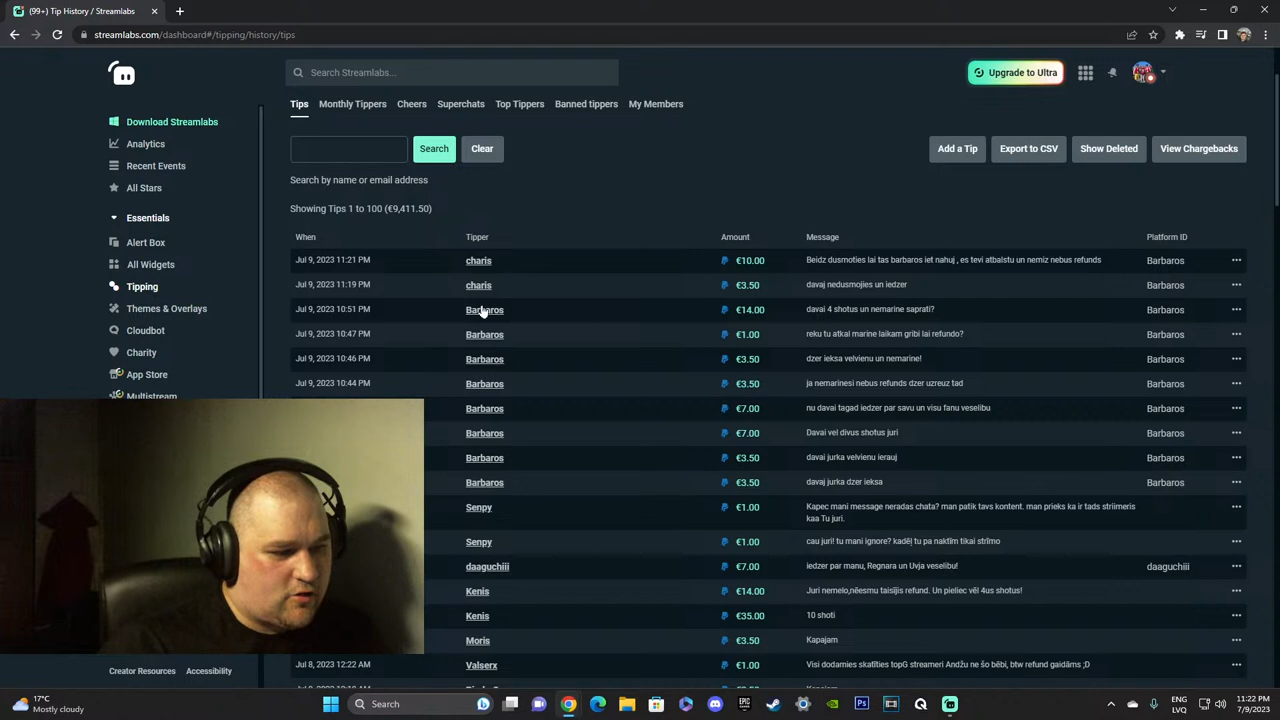 (99+) Tip History / Streamlabs
streamlabs.com/dashboard#/tipping/history/tips
Search Streamlabs...
Upgrade to Ultra
Download Streamlabs
Analytics
Recent Events
All Stars
Essentials
Alert Box
All Widgets
Tipping
Themes & Overlays
Cloudbot
Charity
App Store
Multistream
Creator Resources Accessibility
Tips Monthly Tippers Cheers Superchats Top Tippers Banned tippers My Members
Search Clear Add a Tip Export to CSV Show Deleted View Chargebacks
Search by name or email address
Showing Tips 1 to 100 (€9,411.50)
When Tipper Amount Message Platform ID
Jul 9, 2023 11:21 PM charis €10.00 Beidz dusmoties lai tas barbaros iet nahuj , es tevi atbalstu un nemiz nebus refunds Barbaros
Jul 9, 2023 11:19 PM charis €3.50 davaj nedusmojies un iedzer Barbaros
Jul 9, 2023 10:51 PM Barbaros €14.00 davai 4 shotus un nemarine saprati? Barbaros
Jul 9, 2023 10:47 PM Barbaros €1.00 reku tu atkal marine laikam gribi lai refundo? Barbaros
Jul 9, 2023 10:46 PM Barbaros €3.50 dzer ieksa velvienu un nemarine! Barbaros
Jul 9, 2023 10:44 PM Barbaros €3.50 ja nemarinesi nebus refunds dzer uzreuz tad Barbaros
Barbaros €7.00 nu davai tagad iedzer par savu un visu fanu veselibu Barbaros
Barbaros €7.00 Davai vel divus shotus juri Barbaros
Barbaros €3.50 davai jurka velvienu ierauj Barbaros
Barbaros €3.50 davaj jurka dzer ieksa Barbaros
Senpy €1.00 Kapec mani message neradas chata? man patik tavs kontent. man prieks ka ir tads striimeris
kaa Tu juri.
Senpy €1.00 cau juri! tu mani ignore? kadēļ tu pa naktīm tikai strīmo
daaguchiii €7.00 iedzer par manu, Regnara un Uvja veselibu! daaguchiii
Kenis €14.00 Juri nemelo,nēesmu taisījis refund. Un pieliec vēl 4us shotus!
Kenis €35.00 10 shoti
Moris €3.50 Kapajam
Jul 8, 2023 12:22 AM Valserx €1.00 Visi dodamies skatīties topG streameri Andžu ne šo bēbi, btw refund gaidāms ;D
17°C
Mostly cloudy
Search
ENG
LVQ
11:22 PM
7/9/2023